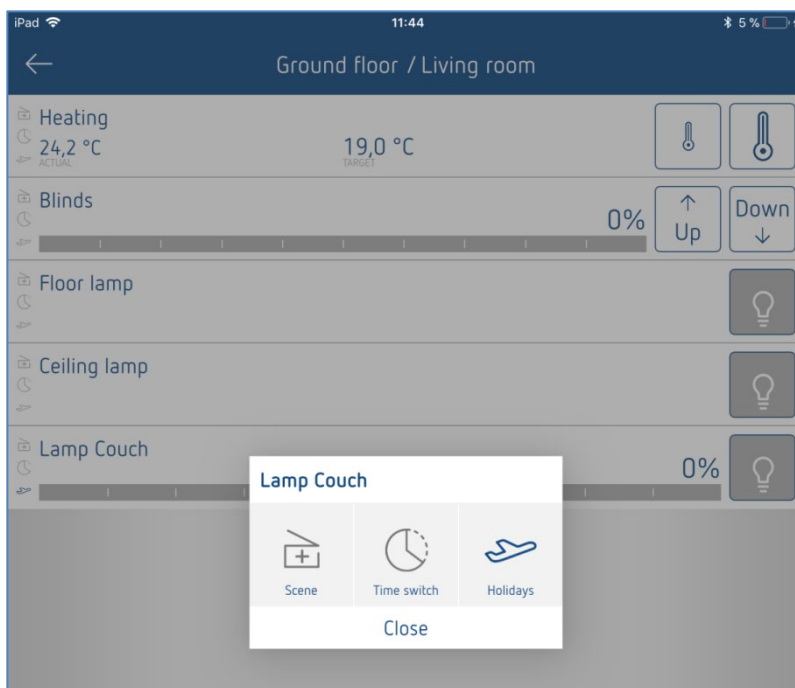 iPad 11:44 5 %
Ground floor / Living room
Heating
24,2 °C 19,0 °C
ACTUAL TARGET
Blinds
0%
Up
Down
Floor lamp
Ceiling lamp
Lamp Couch
0%
Lamp Couch
Scene Time switch Holidays
Close